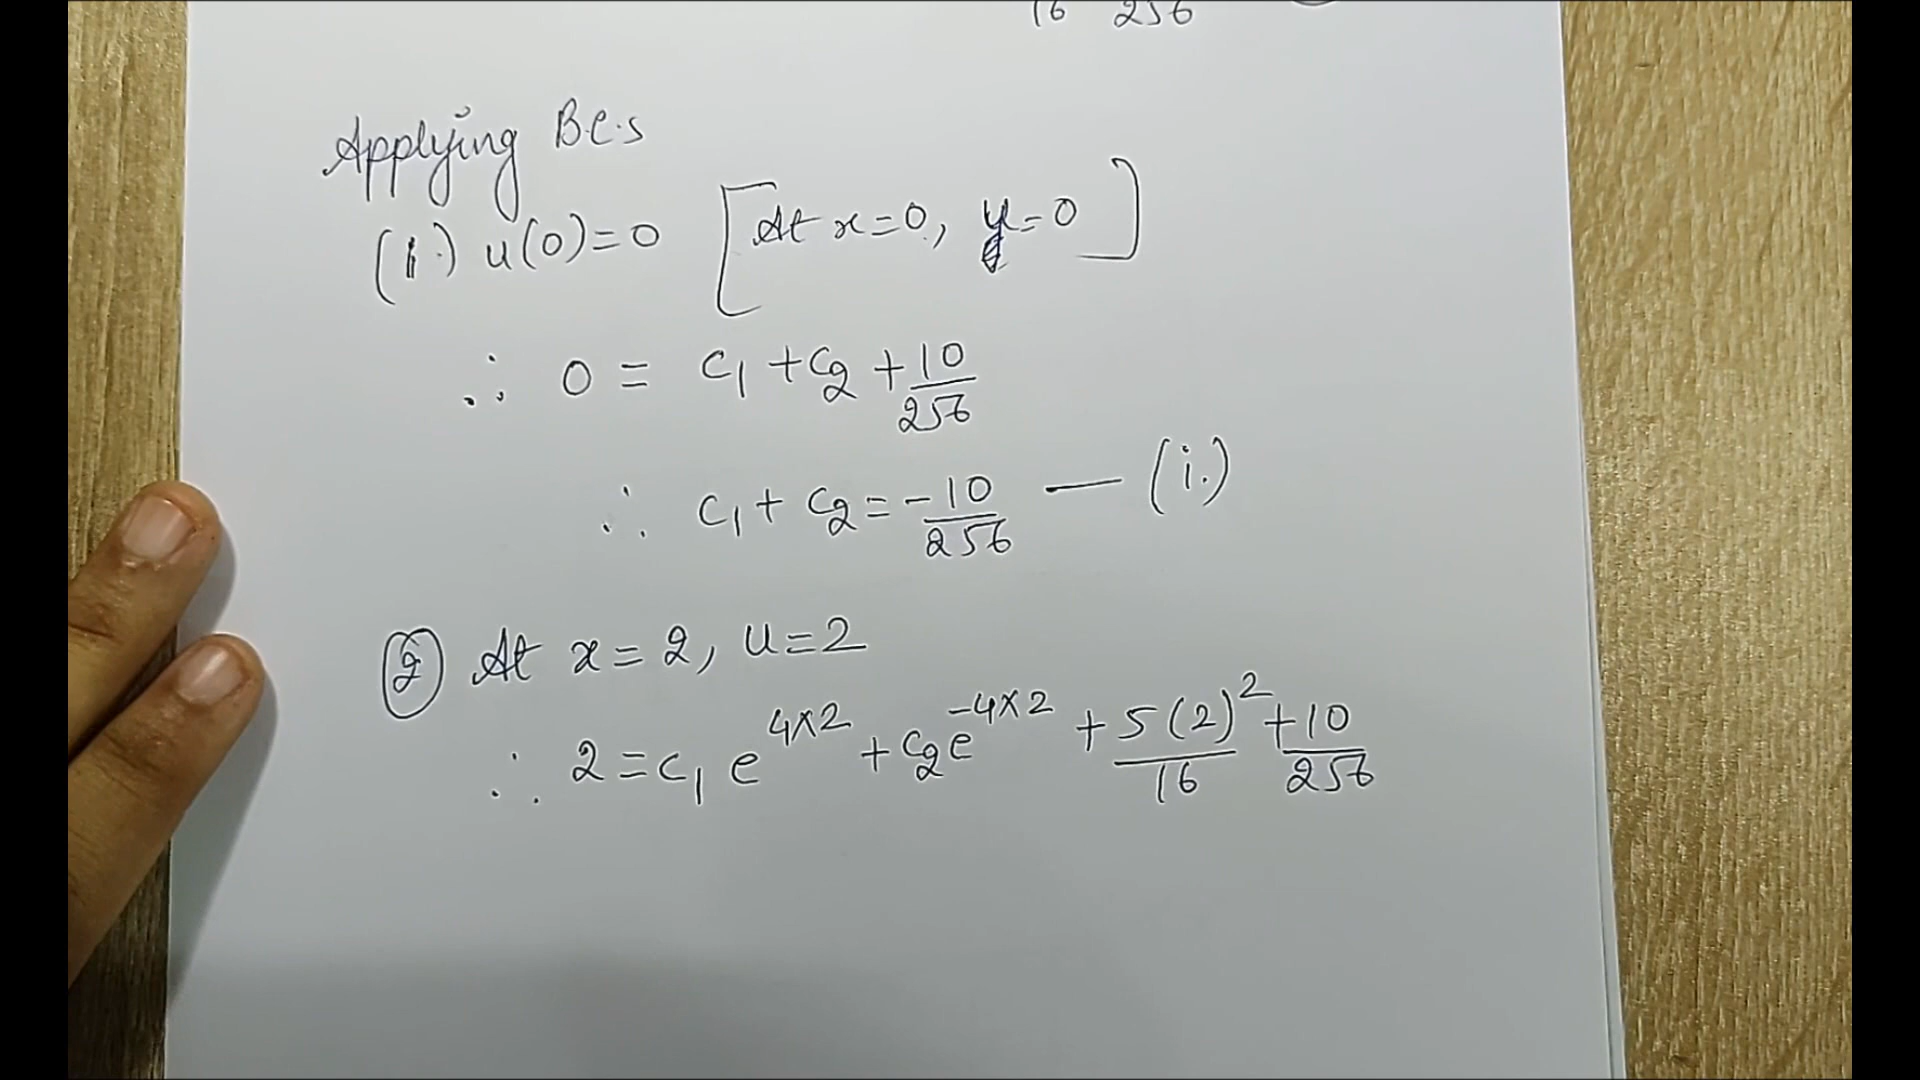 16 256
Applying B.C.s
(i.) u(0)=0 [At x=0, y=0]
∴ 0 = c₁ + c₂ + 10/256
∴ c₁ + c₂ = -10/256 — (i.)
② At x=2, u=2
∴ 2 = c₁ e^(4×2) + c₂ e^(-4×2) + 5(2)²/16 + 10/256